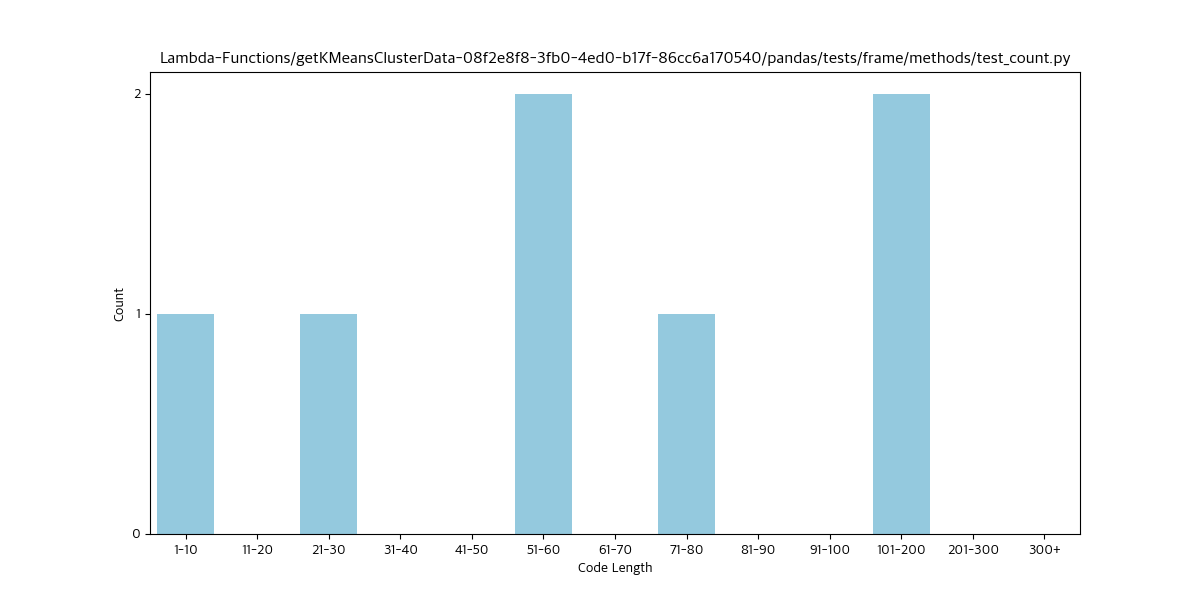 Lambda-Functions/getKMeansClusterData-08f2e8f8-3fb0-4ed0-b17f-86cc6a170540/pandas/tests/frame/methods/test_count.py
2
1
0
Count
1-10 11-20 21-30 31-40 41-50 51-60 61-70 71-80 81-90 91-100 101-200 201-300 300+
Code Length